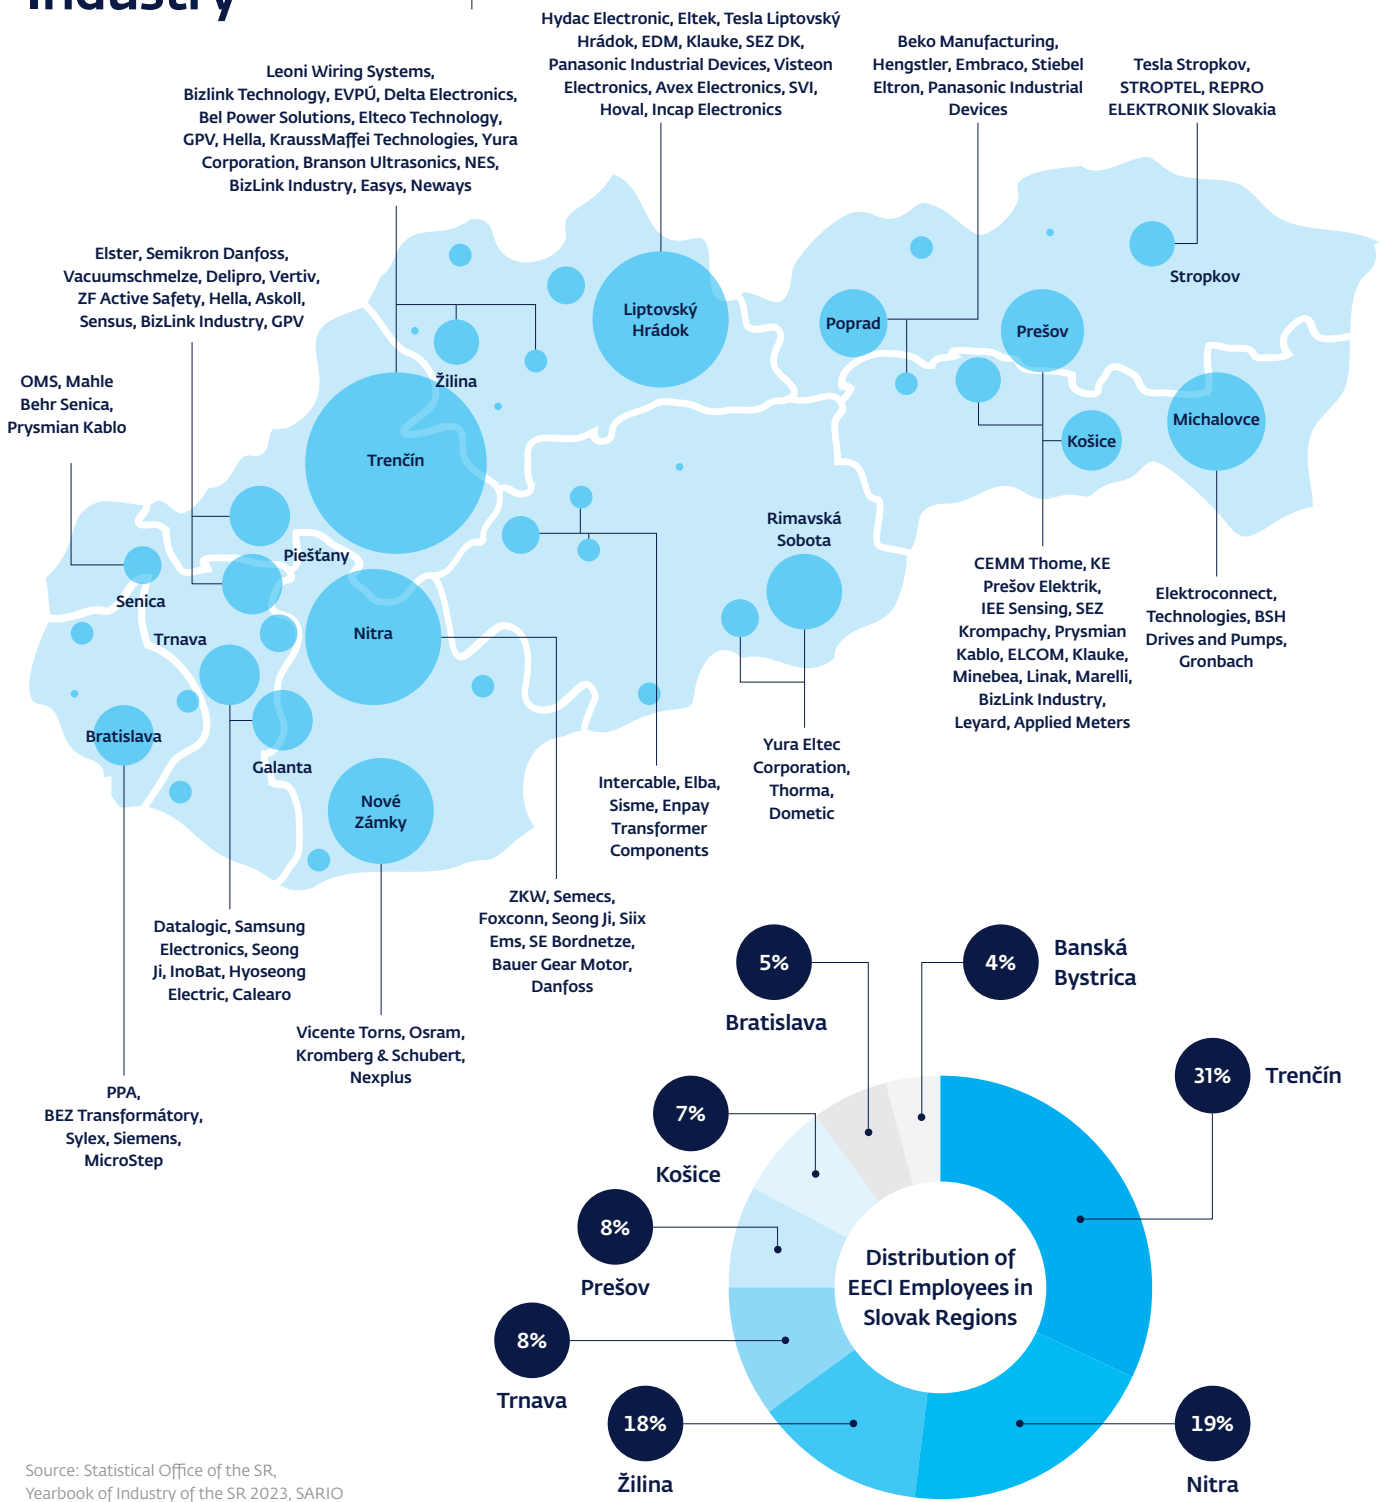 Industry
Hydac Electronic, Eltek, Tesla Liptovský
Hrádok, EDM, Klauke, SEZ DK,
Panasonic Industrial Devices, Visteon
Electronics, Avex Electronics, SVI,
Hoval, Incap Electronics
Beko Manufacturing,
Hengstler, Embraco, Stiebel
Eltron, Panasonic Industrial
Devices
Tesla Stropkov,
STROPTEL, REPRO
ELEKTRONIK Slovakia
Leoni Wiring Systems,
Bizlink Technology, EVPÚ, Delta Electronics,
Bel Power Solutions, Elteco Technology,
GPV, Hella, KraussMaffei Technologies, Yura
Corporation, Branson Ultrasonics, NES,
BizLink Industry, Easys, Neways
Elster, Semikron Danfoss,
Vacuumschmelze, Delipro, Vertiv,
ZF Active Safety, Hella, Askoll,
Sensus, BizLink Industry, GPV
OMS, Mahle
Behr Senica,
Prysmian Kablo
Stropkov
Liptovský
Hrádok
Poprad
Prešov
Žilina
Michalovce
Košice
Trenčín
Rimavská
Sobota
Piešťany
Senica
Trnava
Nitra
Bratislava
Galanta
Nové
Zámky
CEMM Thome, KE
Prešov Elektrik,
IEE Sensing, SEZ
Krompachy, Prysmian
Kablo, ELCOM, Klauke,
Minebea, Linak, Marelli,
BizLink Industry,
Leyard, Applied Meters
Elektroconnect,
Technologies, BSH
Drives and Pumps,
Gronbach
Yura Eltec
Corporation,
Thorma,
Dometic
Intercable, Elba,
Sisme, Enpay
Transformer
Components
ZKW, Semecs,
Foxconn, Seong Ji, Siix
Ems, SE Bordnetze,
Bauer Gear Motor,
Danfoss
Datalogic, Samsung
Electronics, Seong
Ji, InoBat, Hyoseong
Electric, Calearo
Vicente Torns, Osram,
Kromberg & Schubert,
Nexplus
PPA,
BEZ Transformátory,
Sylex, Siemens,
MicroStep
5%
Bratislava
4%
Banská
Bystrica
31%
Trenčín
7%
Košice
8%
Prešov
8%
Trnava
18%
Žilina
19%
Nitra
Distribution of
EECI Employees in
Slovak Regions
Source: Statistical Office of the SR,
Yearbook of Industry of the SR 2023, SARIO